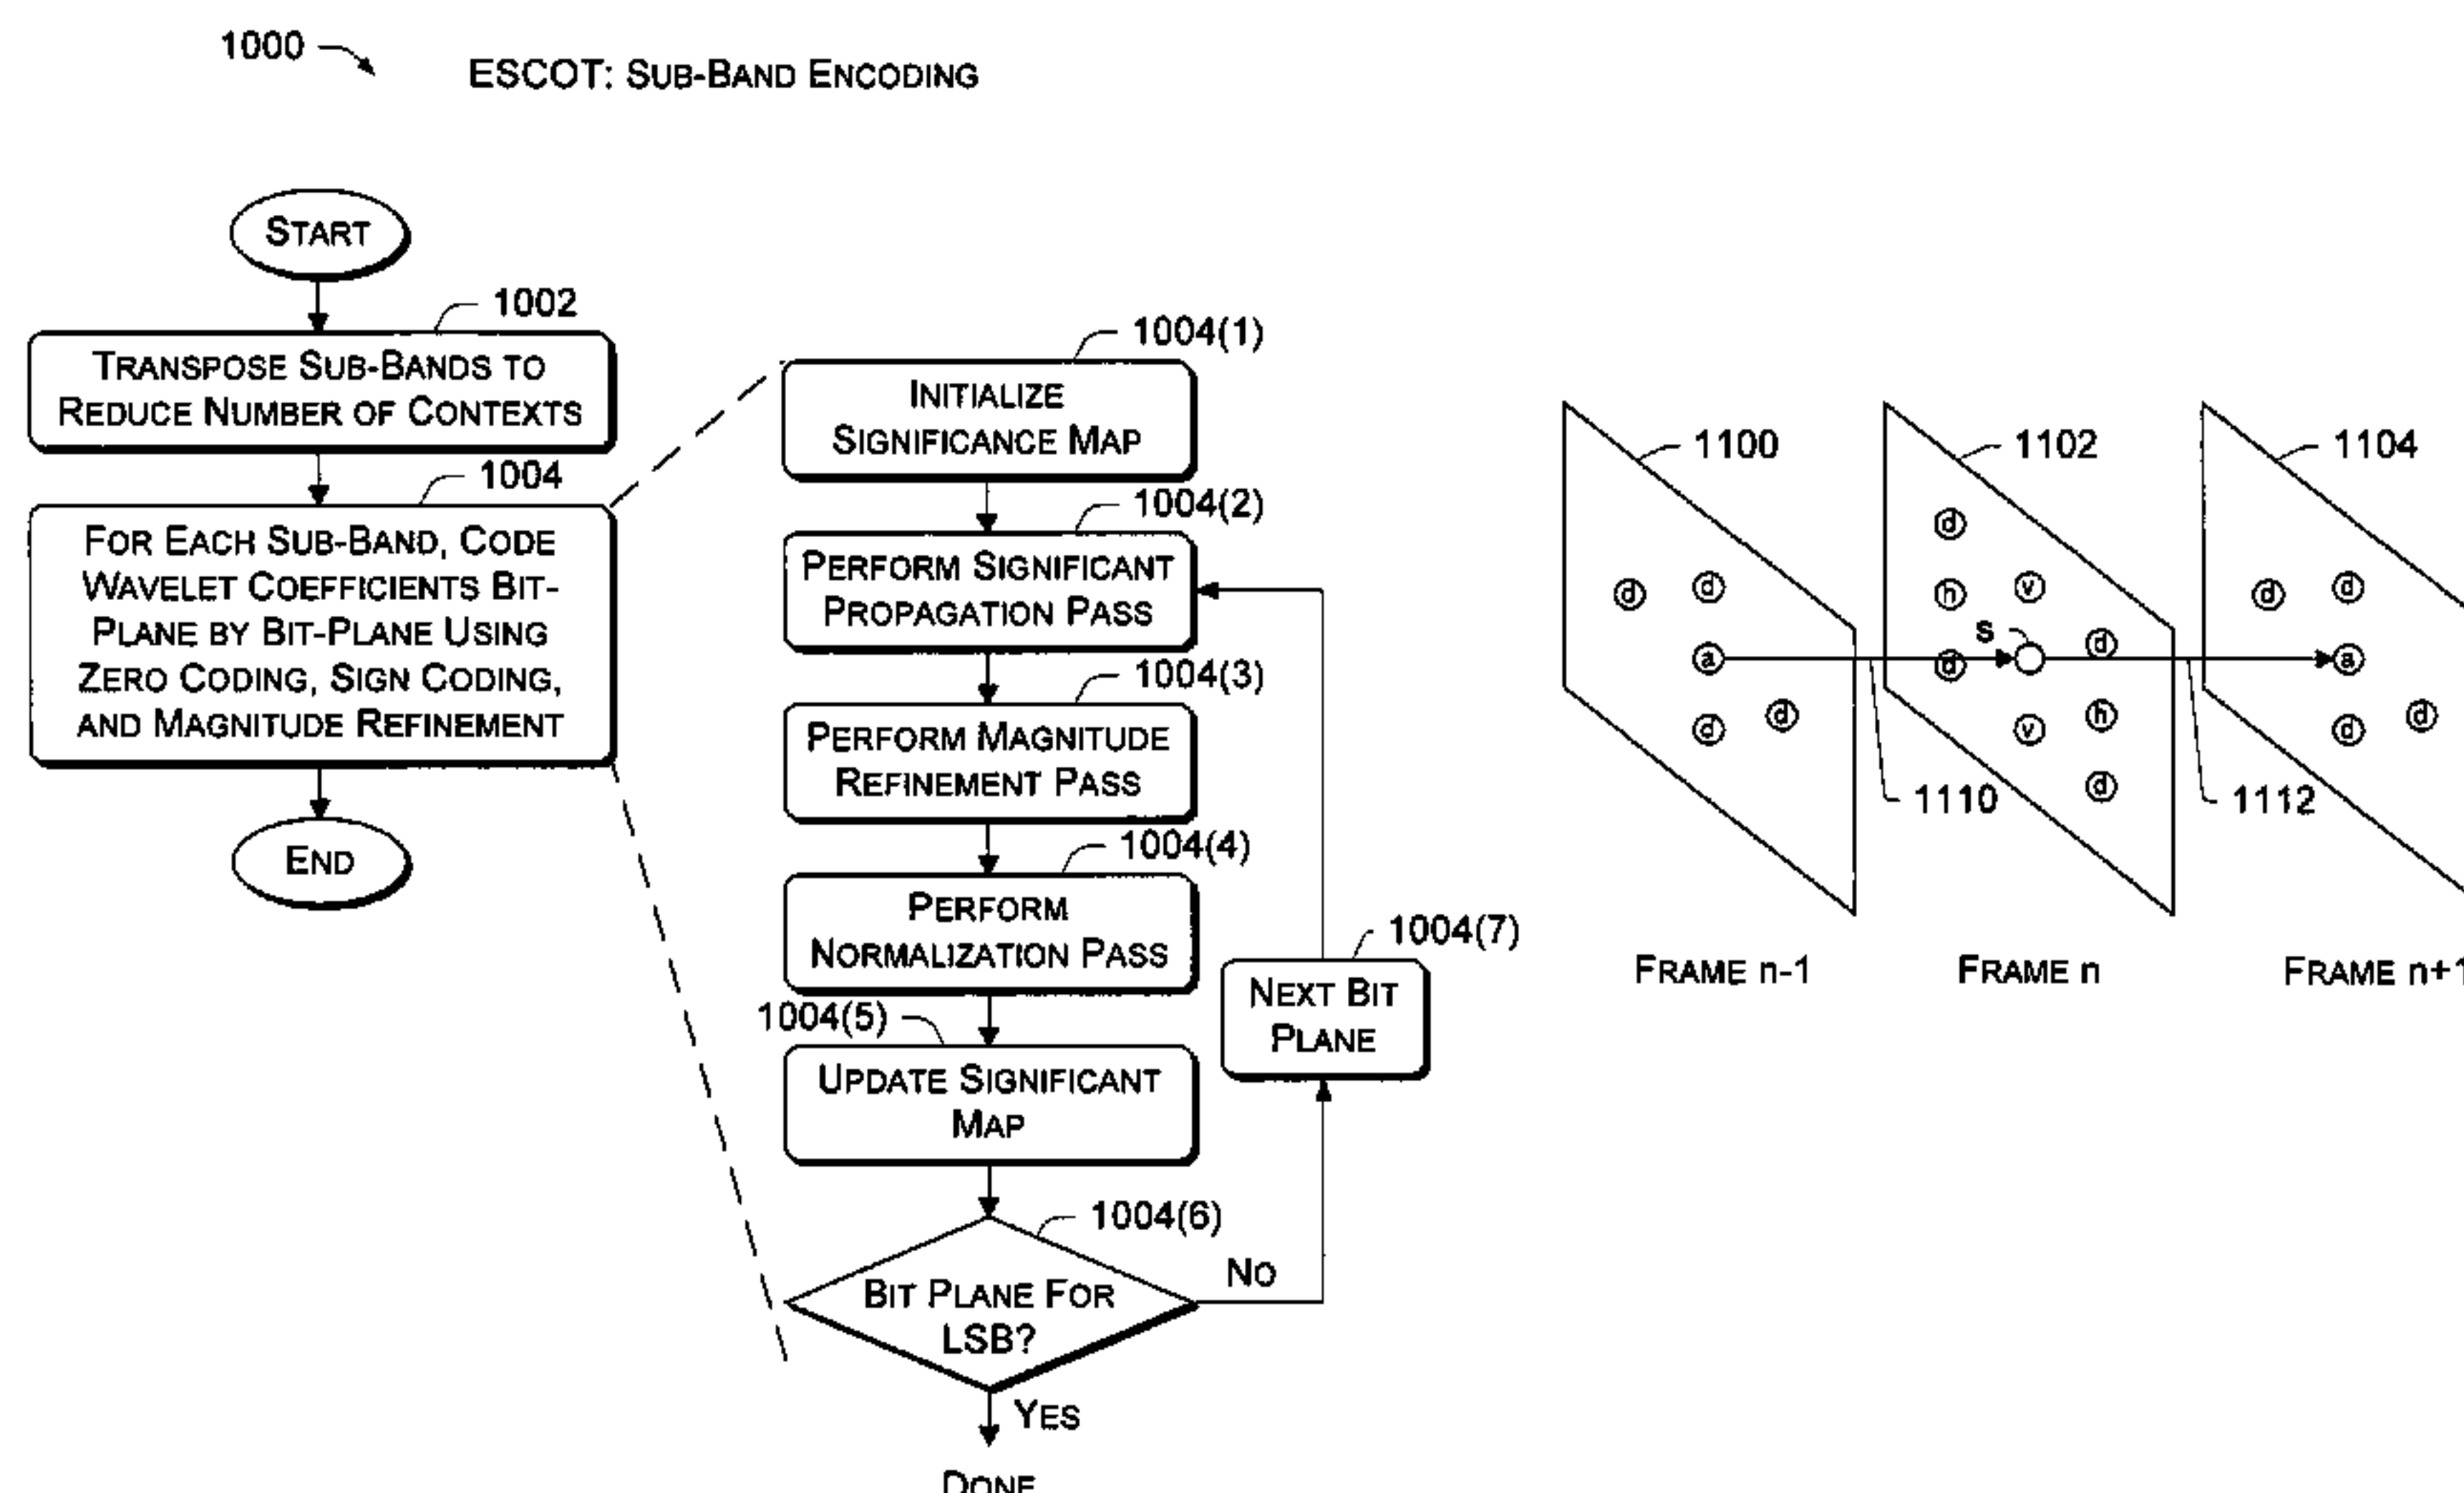 1000
ESCOT: SUB-BAND ENCODING
START
1002
TRANSPOSE SUB-BANDS TO
REDUCE NUMBER OF CONTEXTS
1004
FOR EACH SUB-BAND, CODE
WAVELET COEFFICIENTS BIT-
PLANE BY BIT-PLANE USING
ZERO CODING, SIGN CODING,
AND MAGNITUDE REFINEMENT
END
1004(1)
INITIALIZE
SIGNIFICANCE MAP
1004(2)
PERFORM SIGNIFICANT
PROPAGATION PASS
1004(3)
PERFORM MAGNITUDE
REFINEMENT PASS
1004(4)
PERFORM
NORMALIZATION PASS
1004(5)
UPDATE SIGNIFICANT
MAP
1004(6)
BIT PLANE FOR
LSB?
NO
YES
DONE
1004(7)
NEXT BIT
PLANE
1100
d
d
a
d
d
FRAME n-1
1102
d
h
v
s
d
d
v
h
d
1110
FRAME n
1104
d
d
a
d
d
1112
FRAME n+1